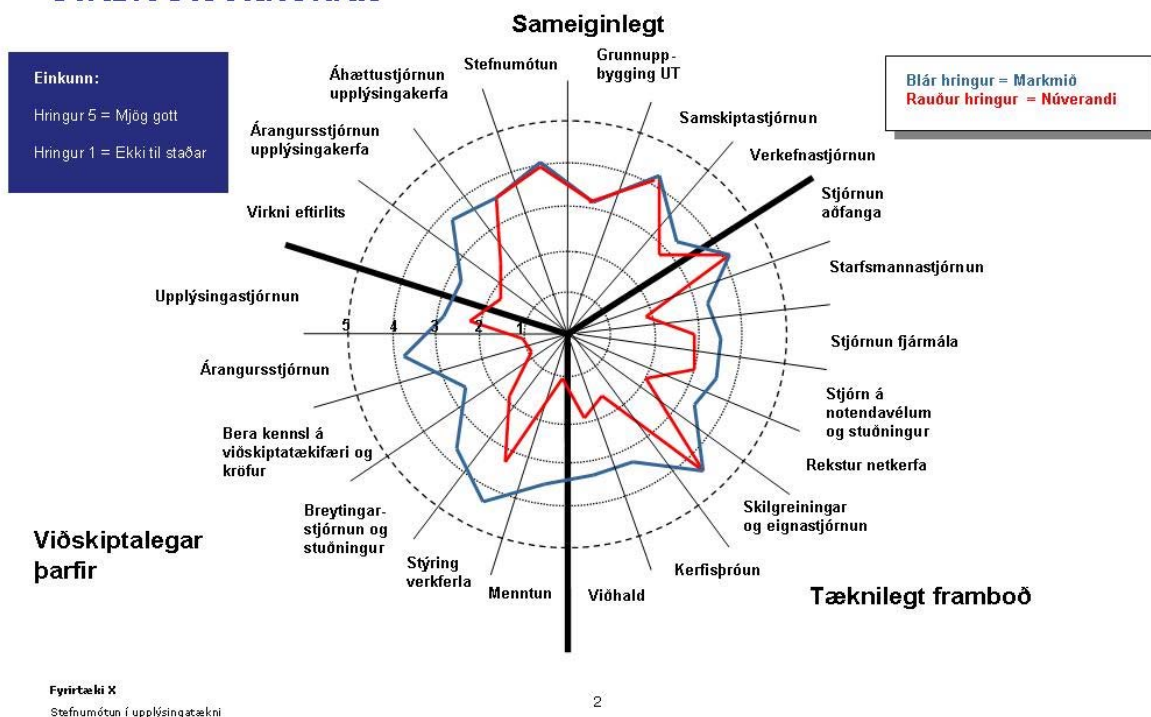 Sameiginlegt
Einkunn:
Hringur 5 = Mjög gott
Hringur 1 = Ekki til staðar
Blár hringur = Markmið
Rauður hringur = Núverandi
Stefnumótun
Grunnupp-
bygging UT
Samskiptastjórnun
Verkefnastjórnun
Stjórnun
aðfanga
Starfsmannastjórnun
Stjórnun fjármála
Stjórn á
notendavélum
og stuðningur
Rekstur netkerfa
Skilgreiningar
og eignastjórnun
Kerfisþróun
Viðhald
Menntun
Stýring
verkferla
Breytingar-
stjórnun og
stuðningur
Bera kennsl á
viðskiptatækifæri og
kröfur
Árangursstjórnun
Upplýsingastjórnun
Virkni eftirlits
Árangursstjórnun
upplýsingakerfa
Áhættustjórnun
upplýsingakerfa
5 4 3 2 1
Viðskiptalegar
þarfir
Tæknilegt framboð
Fyrirtæki X
Stefnumótun í upplýsingatækni
2